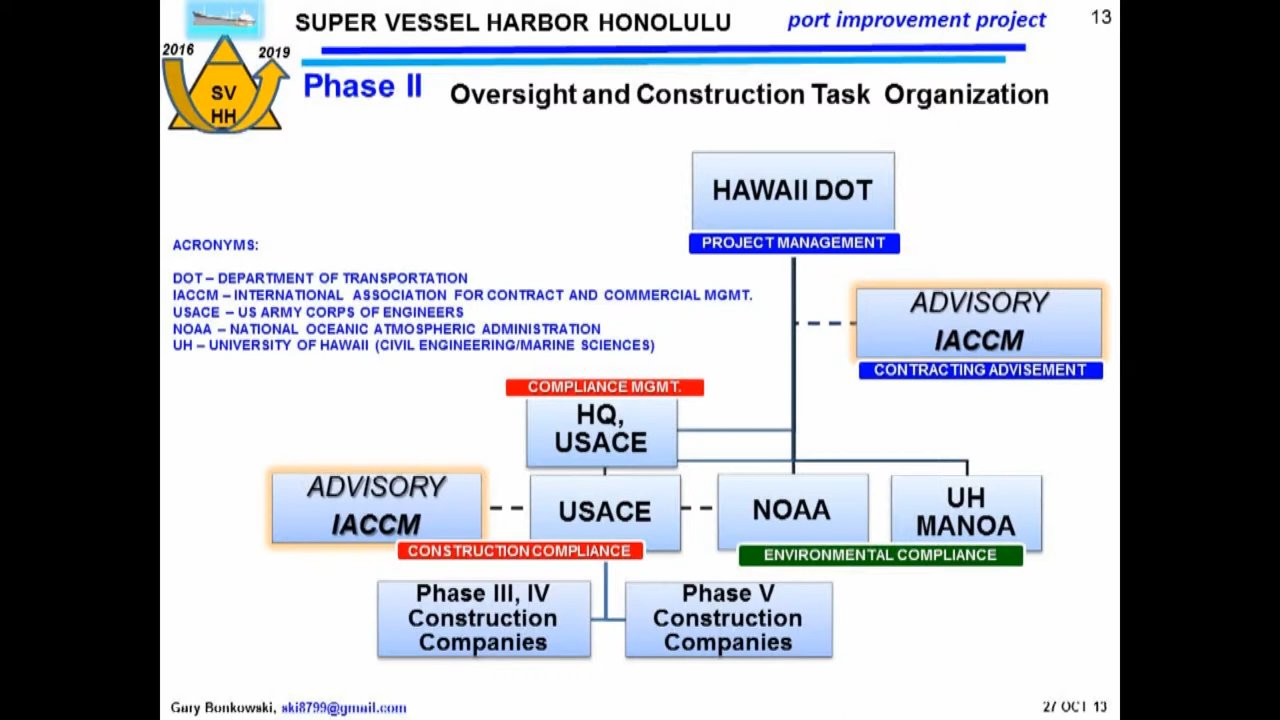 SUPER VESSEL HARBOR HONOLULU
port improvement project
13
2016
2019
SV
HH
Phase II
Oversight and Construction Task Organization
HAWAII DOT
PROJECT MANAGEMENT
ACRONYMS:
DOT – DEPARTMENT OF TRANSPORTATION
IACCM – INTERNATIONAL ASSOCIATION FOR CONTRACT AND COMMERCIAL MGMT.
USACE – US ARMY CORPS OF ENGINEERS
NOAA – NATIONAL OCEANIC ATMOSPHERIC ADMINISTRATION
UH – UNIVERSITY OF HAWAII (CIVIL ENGINEERING/MARINE SCIENCES)
ADVISORY
IACCM
CONTRACTING ADVISEMENT
COMPLIANCE MGMT.
HQ,
USACE
ADVISORY
IACCM
USACE
CONSTRUCTION COMPLIANCE
NOAA
UH
MANOA
ENVIRONMENTAL COMPLIANCE
Phase III, IV
Construction
Companies
Phase V
Construction
Companies
Gary Bonkowski, ski8799@gmail.com
27 OCT 13